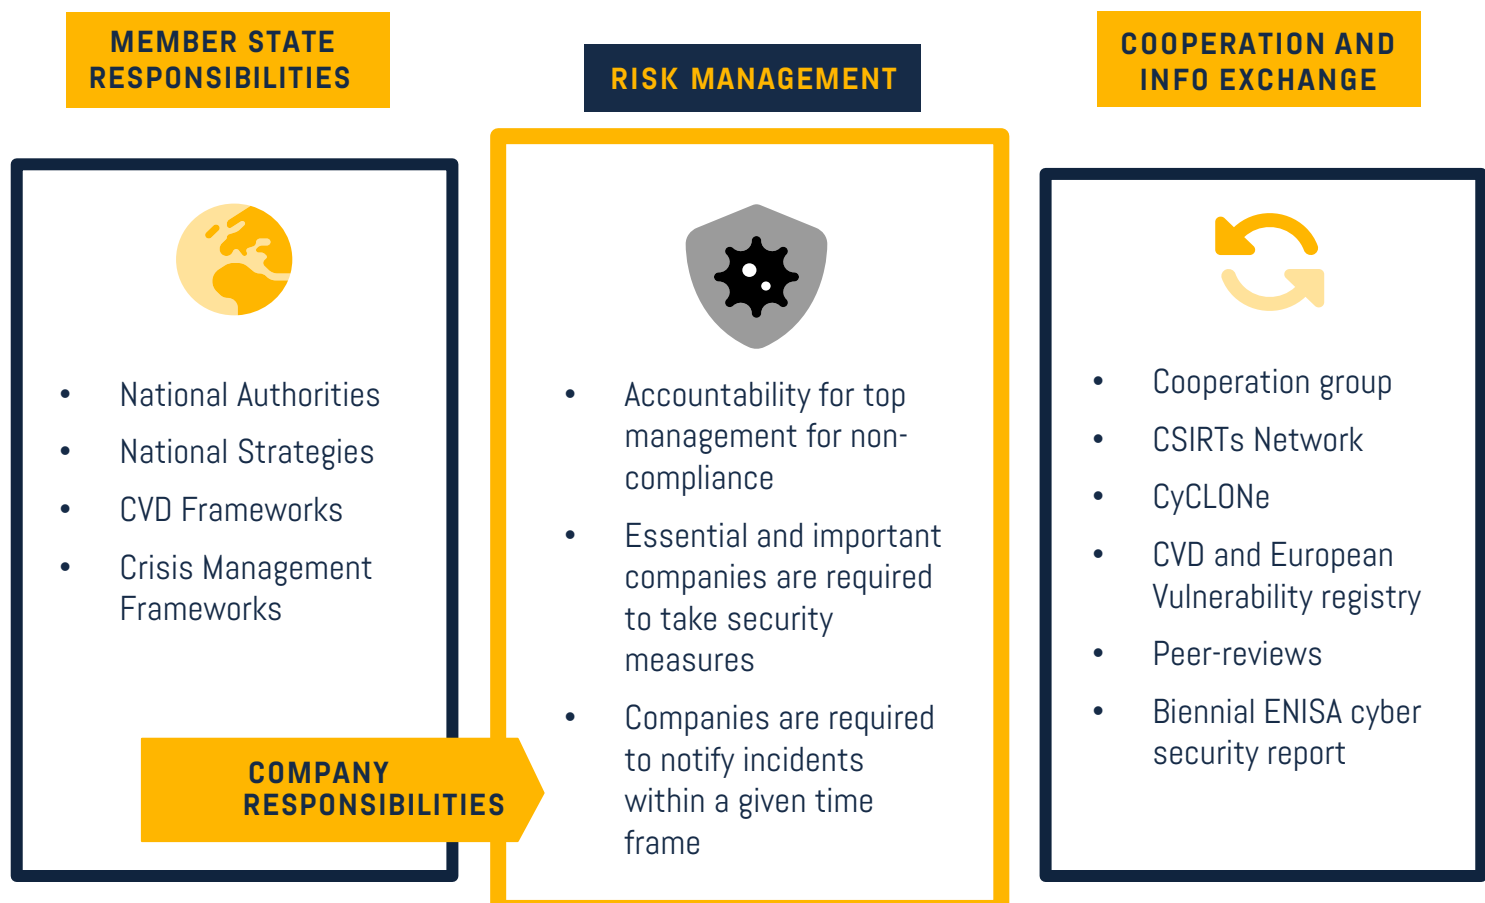 MEMBER STATE
RESPONSIBILITIES
• National Authorities
• National Strategies
• CVD Frameworks
• Crisis Management
Frameworks
COMPANY
RESPONSIBILITIES
RISK MANAGEMENT
• Accountability for top
management for non-
compliance
• Essential and important
companies are required
to take security
measures
• Companies are required
to notify incidents
within a given time
frame
COOPERATION AND
INFO EXCHANGE
• Cooperation group
• CSIRTs Network
• CyCLONe
• CVD and European
Vulnerability registry
• Peer-reviews
• Biennial ENISA cyber
security report